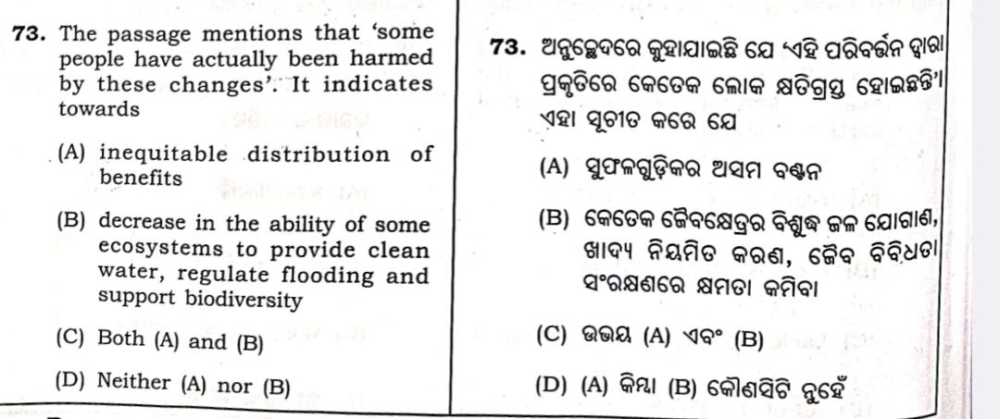 73. The passage mentions that ‘some
people have actually been harmed
by these changes’. It indicates
towards
(A) inequitable distribution of
benefits
(B) decrease in the ability of some
ecosystems to provide clean
water, regulate flooding and
support biodiversity
(C) Both (A) and (B)
(D) Neither (A) nor (B)
73. ଅନୁଚ୍ଛେଦରେ କୁହାଯାଇଛି ଯେ ‘ଏହି ପରିବର୍ତ୍ତନ ଦ୍ୱାରା
ପ୍ରକୃତିରେ କେତେକ ଲୋକ କ୍ଷତିଗ୍ରସ୍ତ ହୋଇଛନ୍ତି’।
ଏହା ସୂଚୀତ କରେ ଯେ
(A) ସୁଫଳଗୁଡ଼ିକର ଅସମ ବଣ୍ଟନ
(B) କେତେକ ଜୈବକ୍ଷେତ୍ରର ବିଶୁଦ୍ଧ ଜଳ ଯୋଗାଣ,
ଖାଦ୍ୟ ନିୟମିତ କରଣ, ଜୈବ ବିବିଧତା
ସଂରକ୍ଷଣରେ କ୍ଷମତା କମିବା
(C) ଉଭୟ (A) ଏବଂ (B)
(D) (A) କିମ୍ବା (B) କୌଣସିଟି ନୁହେଁ